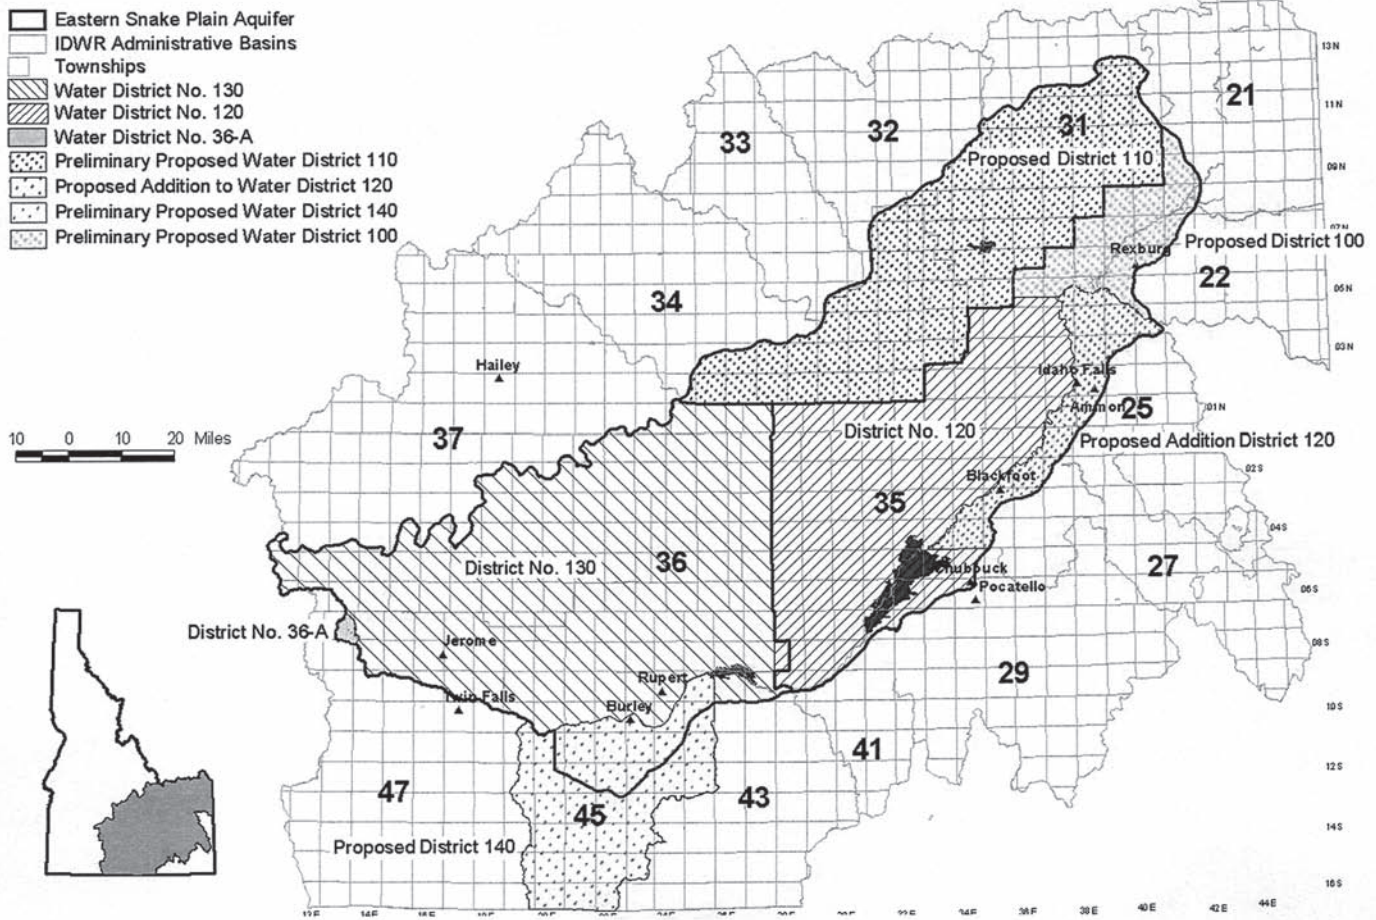 Eastern Snake Plain Aquifer
IDWR Administrative Basins
Townships
Water District No. 130
Water District No. 120
Water District No. 36-A
Preliminary Proposed Water District 110
Proposed Addition to Water District 120
Preliminary Proposed Water District 140
Preliminary Proposed Water District 100
13N
21
11N
33
32
31
Proposed District 110
09N
07N
Rexburg
Proposed District 100
22
05N
34
03N
Hailey
Idaho Falls
Ammon
25
01N
10 0 10 20 Miles
37
District No. 120
Proposed Addition District 120
02S
Blackfoot
35
04S
District No. 130
36
Chubbuck
27
Pocatello
06S
District No. 36-A
Jerome
08S
Rupert
29
Twin Falls
Burley
10S
41
12S
47
45
43
14S
Proposed District 140
16S
14E
34E
36E
40E
42E
44E